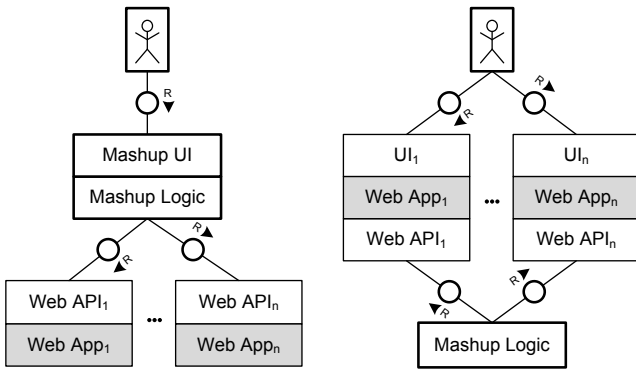 R
Mashup UI
Mashup Logic
R
R
Web API₁
Web App₁
...
Web APIₙ
Web Appₙ
R
R
UI₁
Web App₁
Web API₁
...
UIₙ
Web Appₙ
Web APIₙ
R
R
Mashup Logic